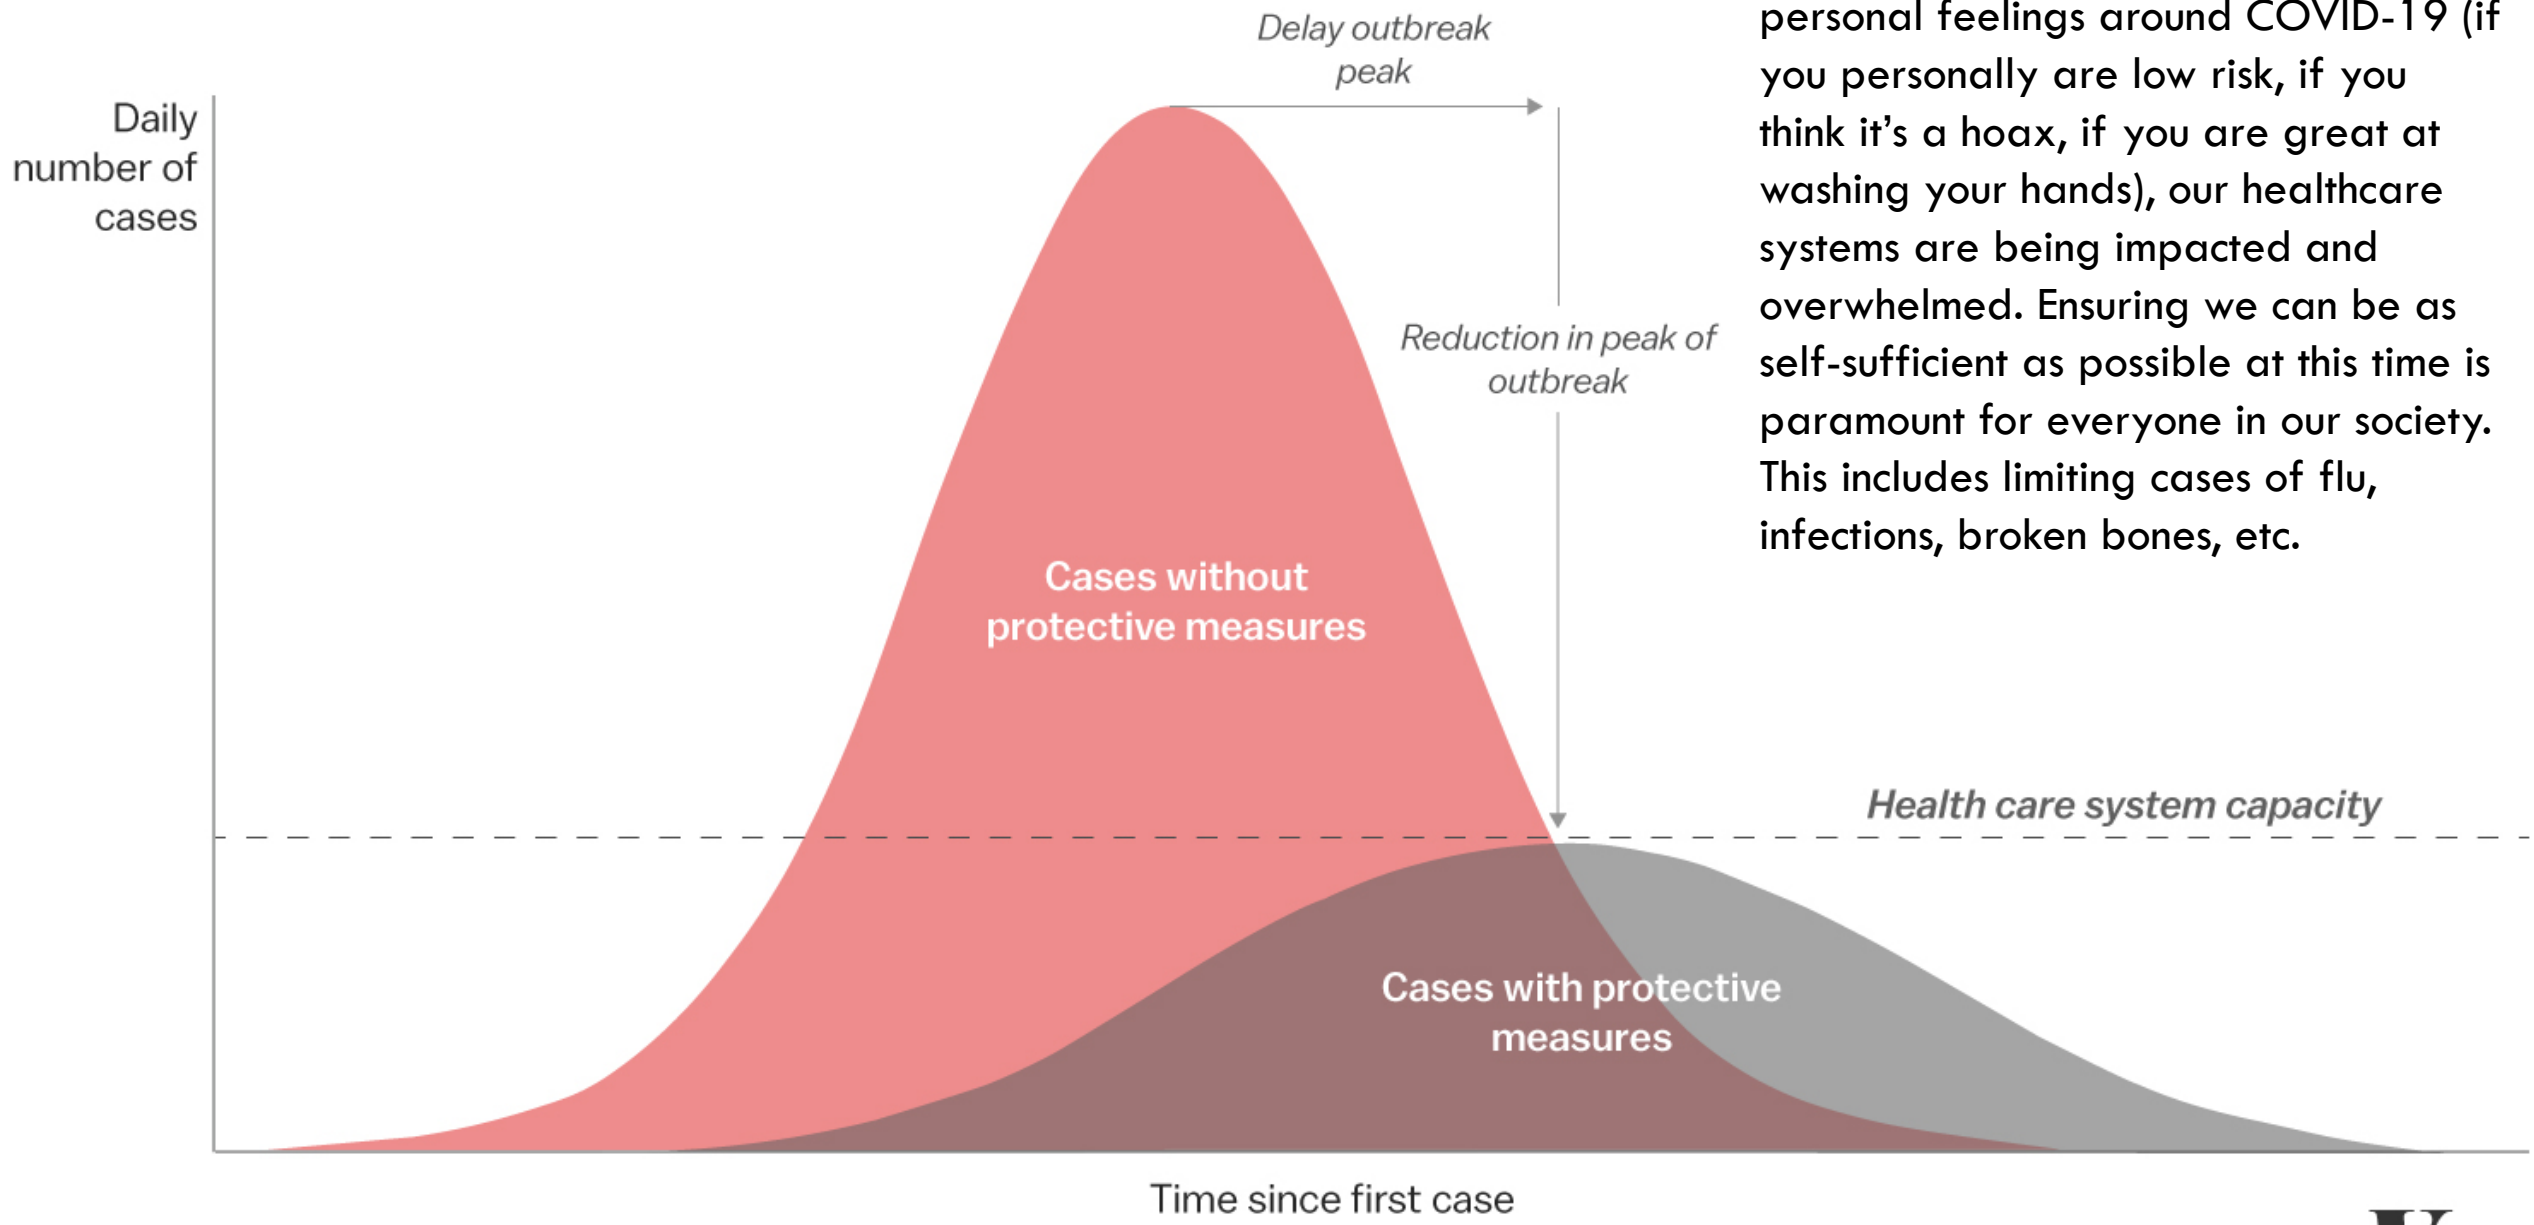 Delay outbreak
peak
Daily
number of
cases
personal feelings around COVID-19 (if
you personally are low risk, if you
think it’s a hoax, if you are great at
washing your hands), our healthcare
systems are being impacted and
overwhelmed. Ensuring we can be as
self-sufficient as possible at this time is
paramount for everyone in our society.
This includes limiting cases of flu,
infections, broken bones, etc.
Reduction in peak of
outbreak
Cases without
protective measures
Health care system capacity
Cases with protective
measures
Time since first case